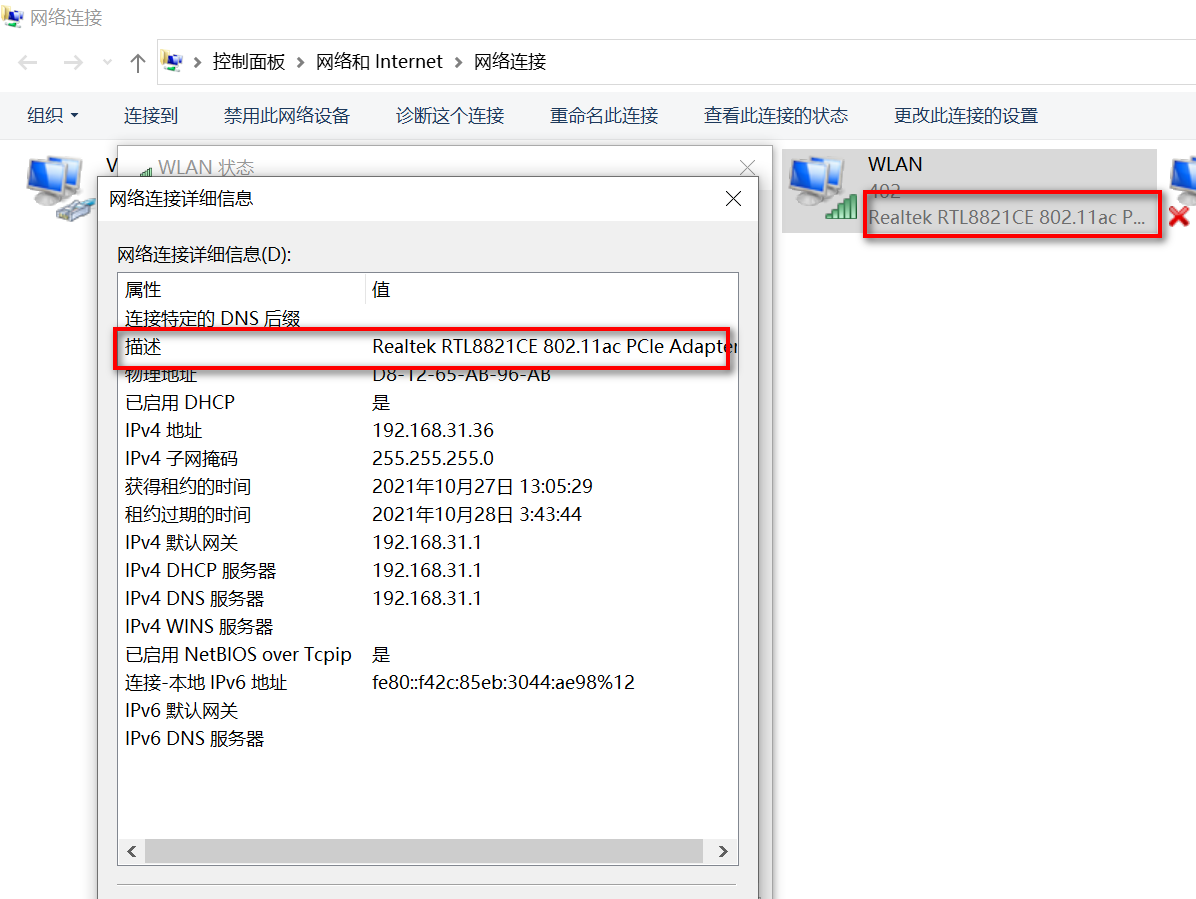 网络连接
控制面板 › 网络和 Internet › 网络连接
组织 连接到 禁用此网络设备 诊断这个连接 重命名此连接 查看此连接的状态 更改此连接的设置
WLAN 状态
网络连接详细信息
网络连接详细信息(D):
属性 值
连接特定的 DNS 后缀
描述 Realtek RTL8821CE 802.11ac PCIe Adapter
物理地址 D8-12-65-AB-96-AB
已启用 DHCP 是
IPv4 地址 192.168.31.36
IPv4 子网掩码 255.255.255.0
获得租约的时间 2021年10月27日 13:05:29
租约过期的时间 2021年10月28日 3:43:44
IPv4 默认网关 192.168.31.1
IPv4 DHCP 服务器 192.168.31.1
IPv4 DNS 服务器 192.168.31.1
IPv4 WINS 服务器
已启用 NetBIOS over Tcpip 是
连接-本地 IPv6 地址 fe80::f42c:85eb:3044:ae98%12
IPv6 默认网关
IPv6 DNS 服务器
WLAN
402
Realtek RTL8821CE 802.11ac P...